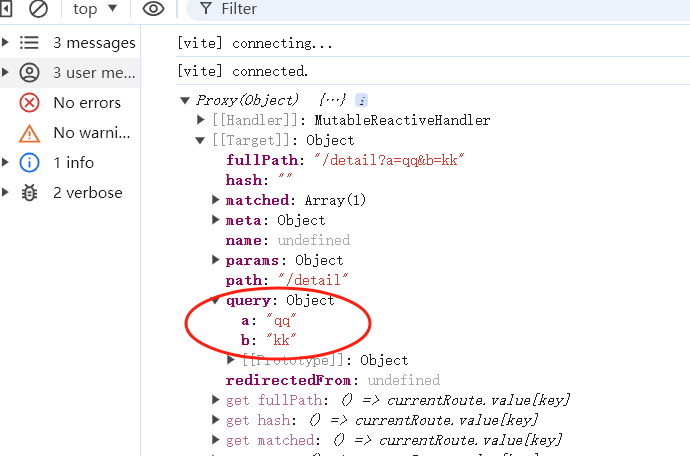 top
Filter
3 messages
3 user me...
No errors
No warni...
1 info
2 verbose
[vite] connecting...
[vite] connected.
Proxy(Object) {…} i
[[Handler]]: MutableReactiveHandler
[[Target]]: Object
fullPath: "/detail?a=qq&b=kk"
hash: ""
matched: Array(1)
meta: Object
name: undefined
params: Object
path: "/detail"
query: Object
a: "qq"
b: "kk"
[[Prototype]]: Object
redirectedFrom: undefined
get fullPath: () => currentRoute.value[key]
get hash: () => currentRoute.value[key]
get matched: () => currentRoute.value[key]